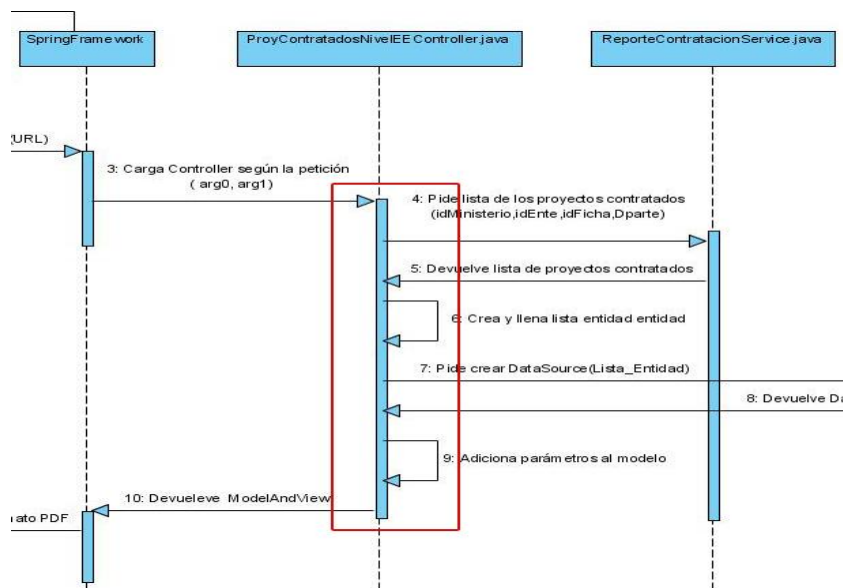 SpringFramework
ProyContratadosNivelEEController.java
ReporteContratacionService.java
(URL)
3: Carga Controller según la petición
( arg0, arg1)
4: Pide lista de los proyectos contratados
(idMinisterio,idEnte,idFicha,Dparte)
5: Devuelve lista de proyectos contratados
6: Crea y llena lista entidad entidad
7: Pide crear DataSource(Lista_Entidad)
8: Devuelve Da
9: Adiciona parámetros al modelo
10: Devueleve ModelAndView
ato PDF